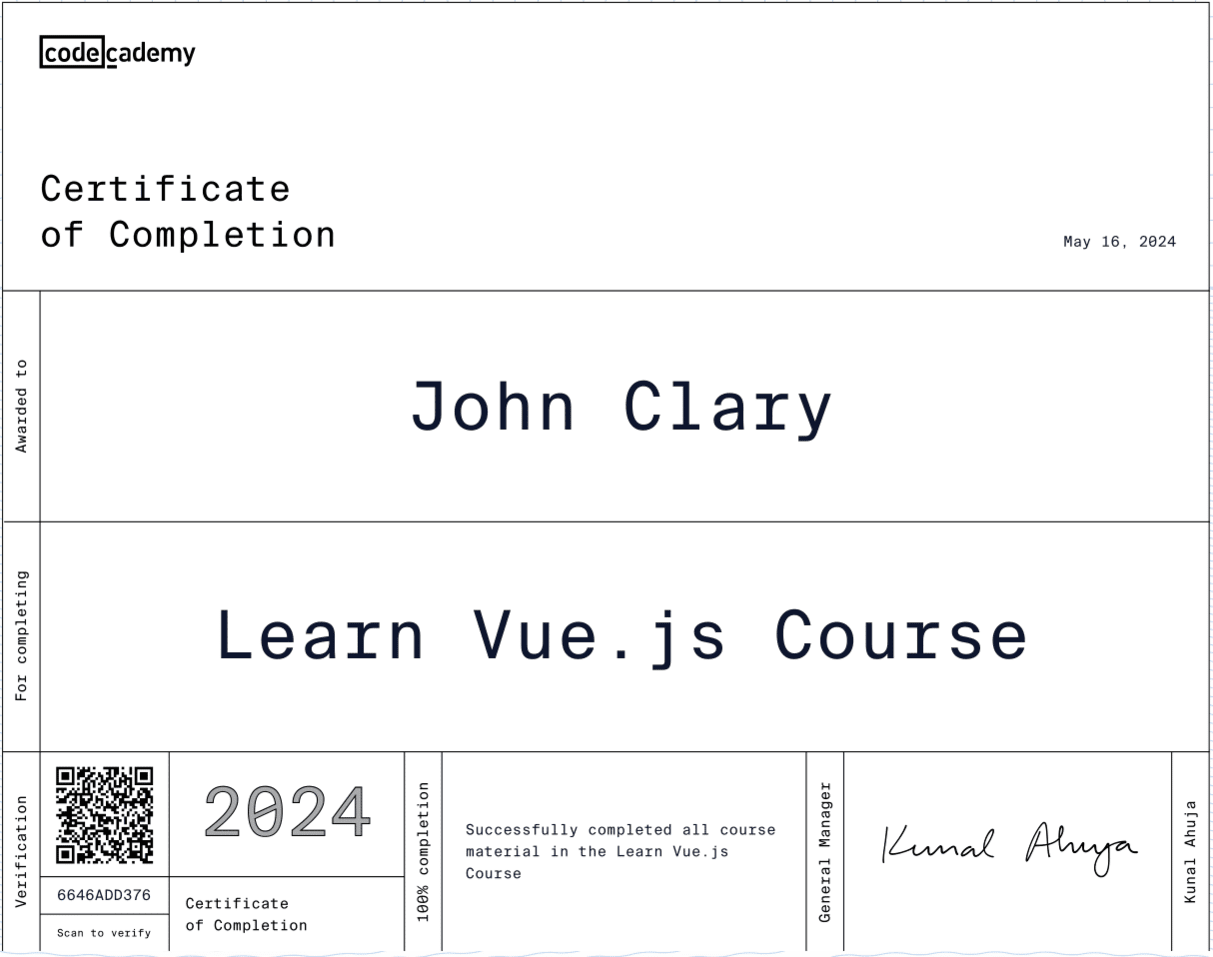 codecademy
Certificate
of Completion
May 16, 2024
Awarded to
John Clary
For completing
Learn Vue.js Course
Verification
6646ADD376
Scan to verify
2024
Certificate
of Completion
100% completion
Successfully completed all course
material in the Learn Vue.js
Course
General Manager
Kunal Ahuja
Kunal Ahuja